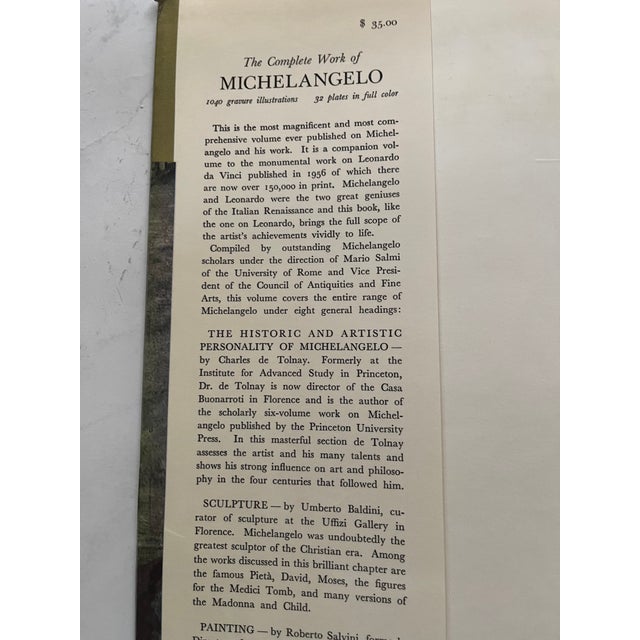 $ 35.00
The Complete Work of
MICHELANGELO
1040 gravure illustrations 32 plates in full color
This is the most magnificent and most com-
prehensive volume ever published on Michel-
angelo and his work. It is a companion vol-
ume to the monumental work on Leonardo
da Vinci published in 1956 of which there
are now over 150,000 in print. Michelangelo
and Leonardo were the two great geniuses
of the Italian Renaissance and this book, like
the one on Leonardo, brings the full scope of
the artist's achievements vividly to life.
Compiled by outstanding Michelangelo
scholars under the direction of Mario Salmi
of the University of Rome and Vice Presi-
dent of the Council of Antiquities and Fine
Arts, this volume covers the entire range of
Michelangelo under eight general headings:
THE HISTORIC AND ARTISTIC
PERSONALITY OF MICHELANGELO —
by Charles de Tolnay. Formerly at the
Institute for Advanced Study in Princeton,
Dr. de Tolnay is now director of the Casa
Buonarroti in Florence and is the author of
the scholarly six-volume work on Michel-
angelo published by the Princeton University
Press. In this masterful section de Tolnay
assesses the artist and his many talents and
shows his strong influence on art and philoso-
phy in the four centuries that followed him.
SCULPTURE — by Umberto Baldini, cu-
rator of sculpture at the Uffizi Gallery in
Florence. Michelangelo was undoubtedly the
greatest sculptor of the Christian era. Among
the works discussed in this brilliant chapter are
the famous Pietà, David, Moses, the figures
for the Medici Tomb, and many versions of
the Madonna and Child.
PAINTING — by Roberto Salvini, formerly